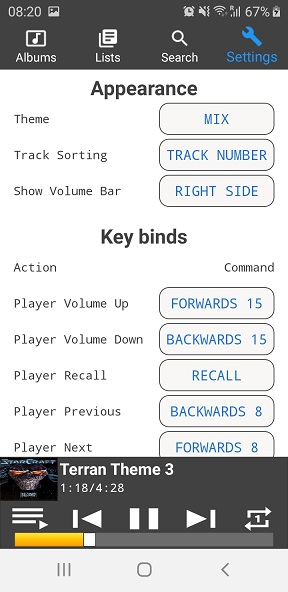 08:20 67%
Albums Lists Search Settings
Appearance
Theme MIX
Track Sorting TRACK NUMBER
Show Volume Bar RIGHT SIDE
Key binds
Action Command
Player Volume Up FORWARDS 15
Player Volume Down BACKWARDS 15
Player Recall RECALL
Player Previous BACKWARDS 8
Player Next FORWARDS 8
STARCRAFT
Terran Theme 3
1:18/4:28
1